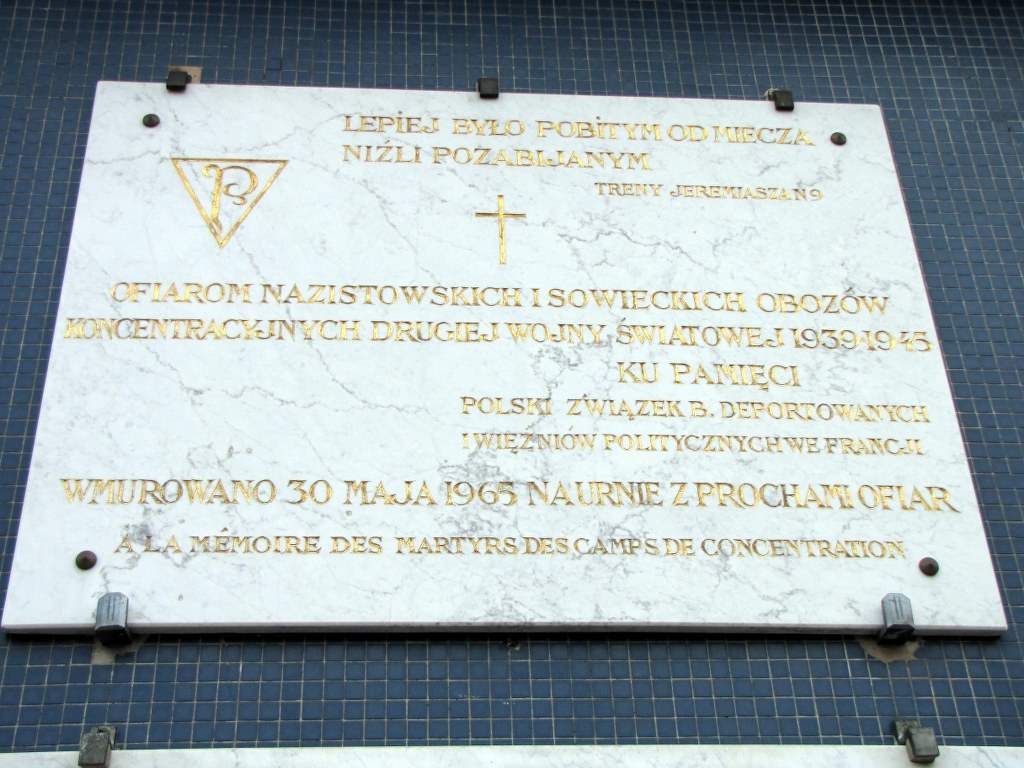 LEPIEJ BYŁO POBITYM OD MIECZA
NIŹLI POZABIJANYM
TRENY JEREMIASZA N 9
P
OFIAROM NAZISTOWSKICH I SOWIECKICH OBOZÓW
KONCENTRACYJNYCH DRUGIEJ WOJNY ŚWIATOWEJ 1939-1945
KU PAMIĘCI
POLSKI ZWIĄZEK B. DEPORTOWANYCH
I WIĘŹNIÓW POLITYCZNYCH WE FRANCJI.
WMUROWANO 30 MAJA 1965 NA URNIE Z PROCHAMI OFIAR
À LA MÉMOIRE DES MARTYRS DES CAMPS DE CONCENTRATION